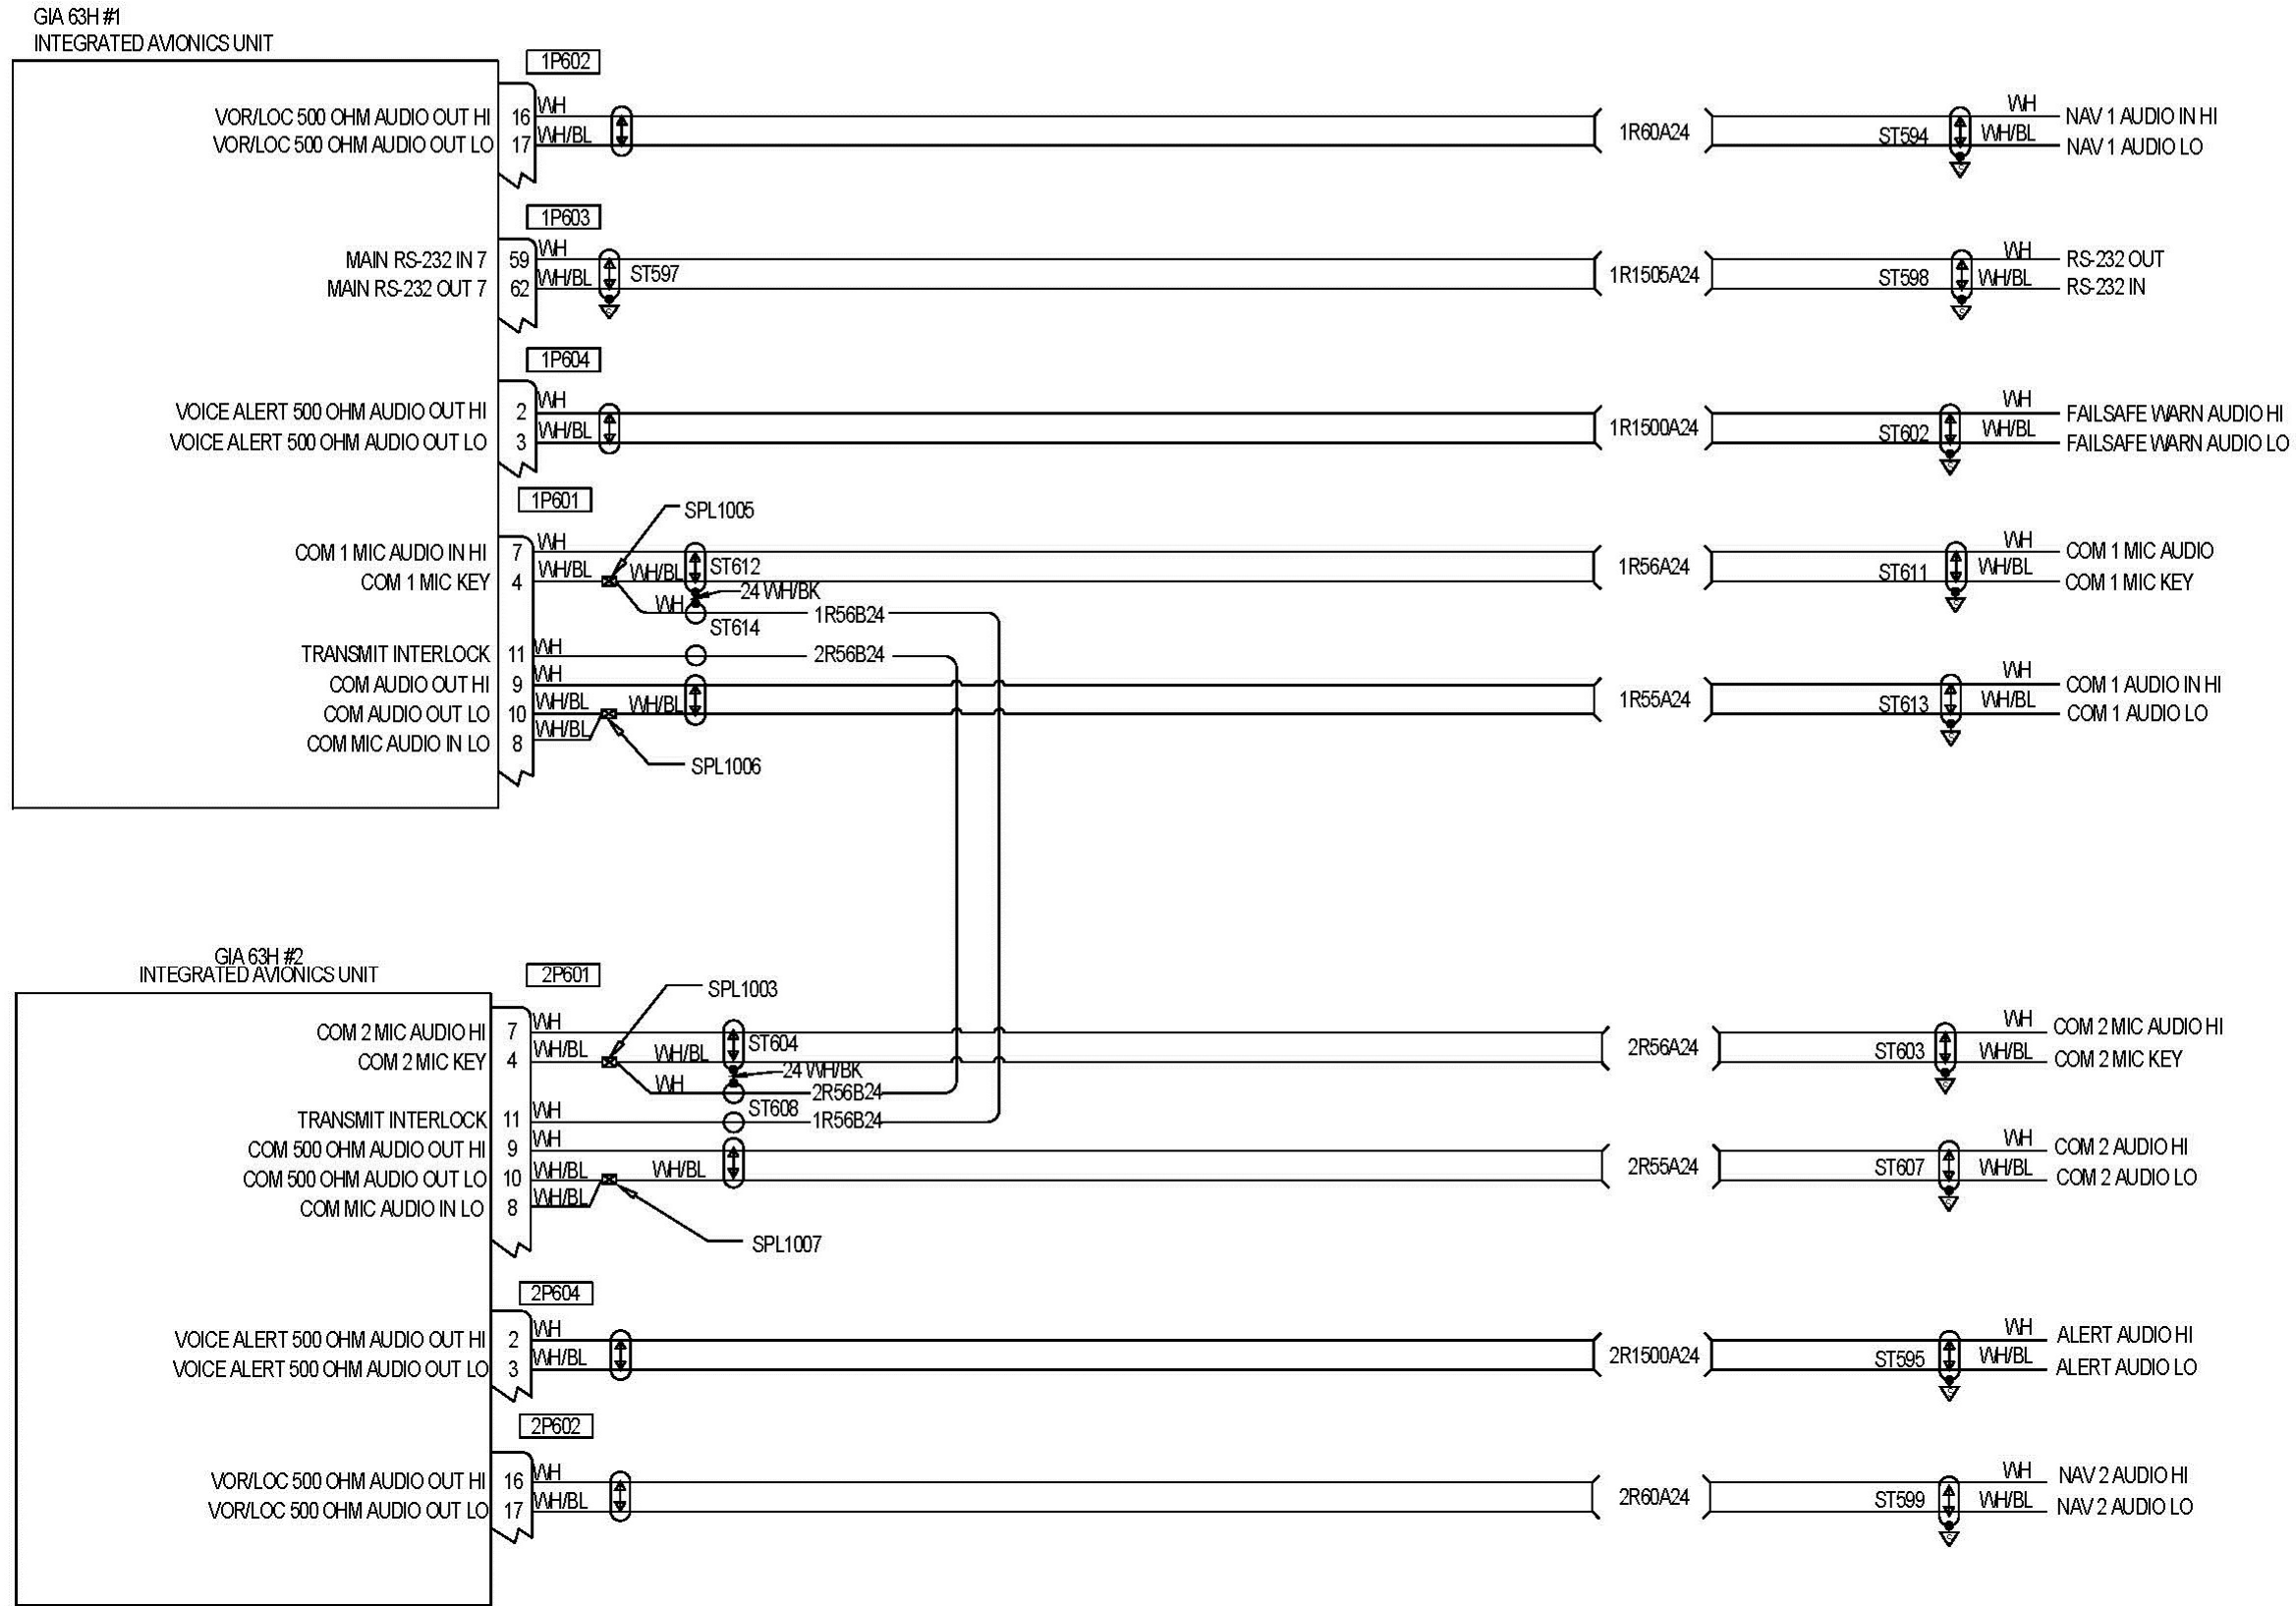 GIA 63H #1
INTEGRATED AVIONICS UNIT
1P602
VOR/LOC 500 OHM AUDIO OUT HI 16 WH 1R60A24 WH NAV 1 AUDIO IN HI
VOR/LOC 500 OHM AUDIO OUT LO 17 WH/BL ST594 WH/BL NAV 1 AUDIO LO
C
1P603
MAIN RS-232 IN 7 59 WH 1R1505A24 WH RS-232 OUT
MAIN RS-232 OUT 7 62 WH/BL ST597 ST598 WH/BL RS-232 IN
C C
1P604
VOICE ALERT 500 OHM AUDIO OUT HI 2 WH 1R1500A24 WH FAILSAFE WARN AUDIO HI
VOICE ALERT 500 OHM AUDIO OUT LO 3 WH/BL ST602 WH/BL FAILSAFE WARN AUDIO LO
C
1P601
SPL1005
COM 1 MIC AUDIO IN HI 7 WH 1R56A24 WH COM 1 MIC AUDIO
COM 1 MIC KEY 4 WH/BL WH/BL ST612 ST611 WH/BL COM 1 MIC KEY
24 WH/BK
C
WH 1R56B24
ST614
TRANSMIT INTERLOCK 11 WH 2R56B24
COM AUDIO OUT HI 9 WH 1R55A24 WH COM 1 AUDIO IN HI
COM AUDIO OUT LO 10 WH/BL WH/BL ST613 WH/BL COM 1 AUDIO LO
COM MIC AUDIO IN LO 8 WH/BL C
SPL1006
GIA 63H #2
INTEGRATED AVIONICS UNIT
2P601
SPL1003
COM 2 MIC AUDIO HI 7 WH 2R56A24 WH COM 2 MIC AUDIO HI
COM 2 MIC KEY 4 WH/BL WH/BL ST604 ST603 WH/BL COM 2 MIC KEY
24 WH/BK
C
WH 2R56B24
ST608
TRANSMIT INTERLOCK 11 WH 1R56B24
COM 500 OHM AUDIO OUT HI 9 WH 2R55A24 WH COM 2 AUDIO HI
COM 500 OHM AUDIO OUT LO 10 WH/BL WH/BL ST607 WH/BL COM 2 AUDIO LO
COM MIC AUDIO IN LO 8 WH/BL C
SPL1007
2P604
VOICE ALERT 500 OHM AUDIO OUT HI 2 WH 2R1500A24 WH ALERT AUDIO HI
VOICE ALERT 500 OHM AUDIO OUT LO 3 WH/BL ST595 WH/BL ALERT AUDIO LO
C
2P602
VOR/LOC 500 OHM AUDIO OUT HI 16 WH 2R60A24 WH NAV 2 AUDIO HI
VOR/LOC 500 OHM AUDIO OUT LO 17 WH/BL ST599 WH/BL NAV 2 AUDIO LO
C